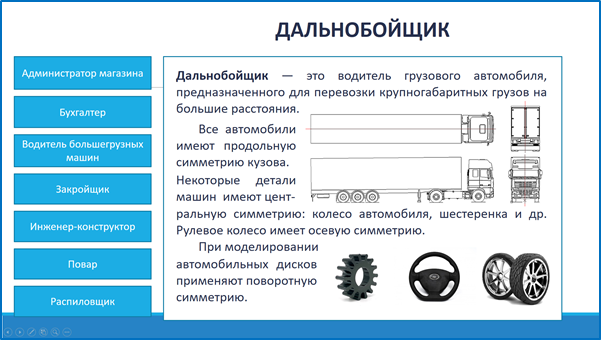 ДАЛЬНОБОЙЩИК
Администратор магазина
Бухгалтер
Водитель большегрузных
машин
Закройщик
Инженер-конструктор
Повар
Распиловщик
Дальнобойщик — это водитель грузового автомобиля,
предназначенного для перевозки крупногабаритных грузов на
большие расстояния.
Все автомобили
имеют продольную
симметрию кузова.
Некоторые детали
машин имеют цент-
ральную симметрию: колесо автомобиля, шестеренка и др.
Рулевое колесо имеет осевую симметрию.
При моделировании
автомобильных дисков
применяют поворотную
симметрию.